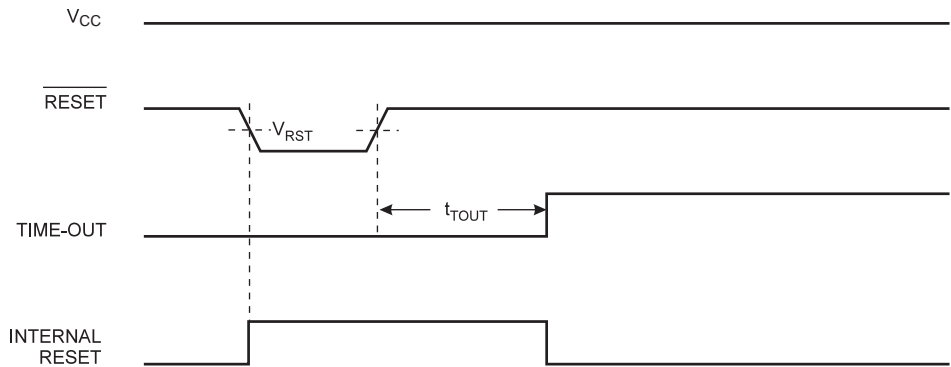 VCC
RESET
VRST
tTOUT
TIME-OUT
INTERNAL
RESET